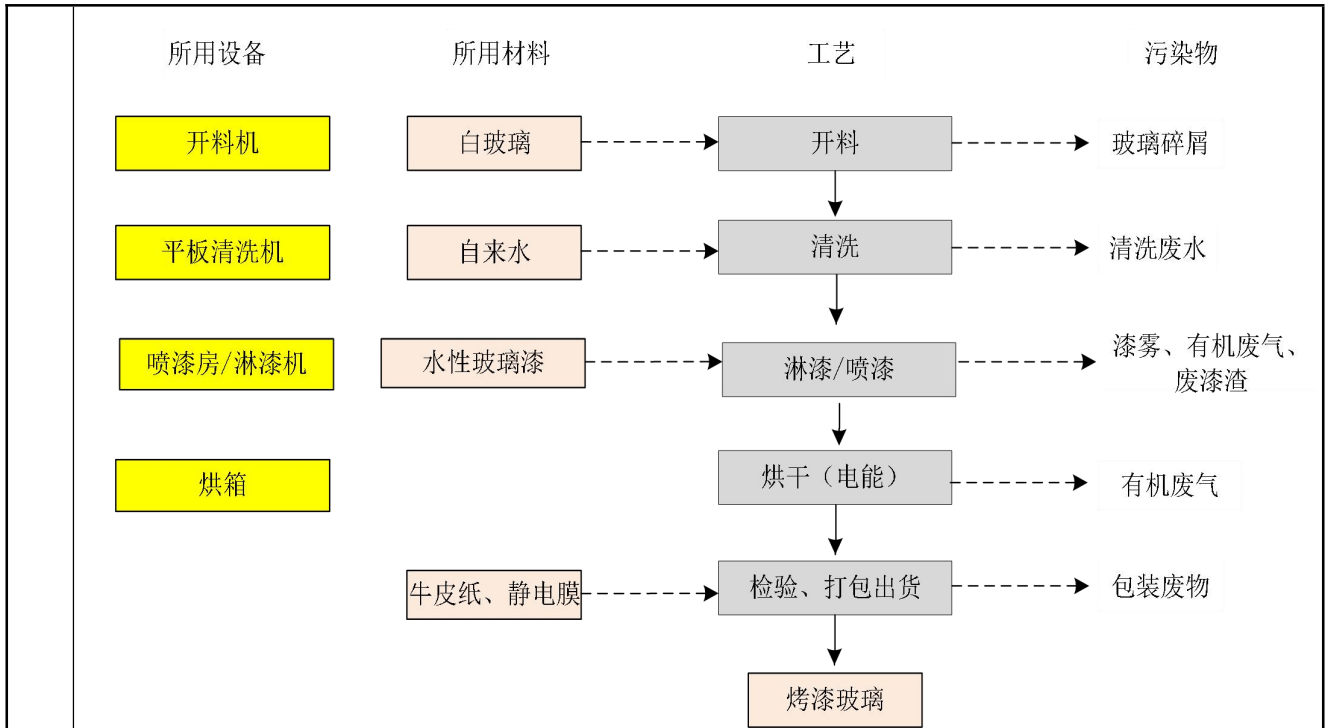 所用设备
所用材料
工艺
污染物
开料机
白玻璃
开料
玻璃碎屑
平板清洗机
自来水
清洗
清洗废水
喷漆房/淋漆机
水性玻璃漆
淋漆/喷漆
漆雾、有机废气、
废漆渣
烘箱
烘干（电能）
有机废气
牛皮纸、静电膜
检验、打包出货
包装废物
烤漆玻璃